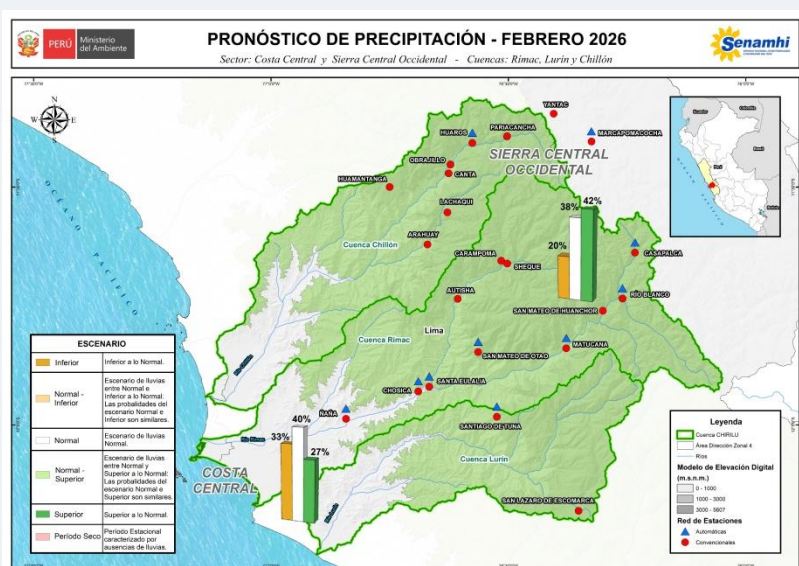 PERÚ
Ministerio
del Ambiente
PRONÓSTICO DE PRECIPITACIÓN - FEBRERO 2026
Sector: Costa Central y Sierra Central Occidental - Cuencas: Rímac, Lurín y Chillón
Senamhi
N
W
E
S
OCÉANO PACÍFICO
YANTAC
HUAROS
PARIACANCHA
MARCAPOMACOCHA
OBRAJILLO
SIERRA CENTRAL
OCCIDENTAL
CANTA
HUAMANTANGA
LACHAQUI
38%
42%
ARAHUAY
Cuenca Chillón
CARAMPOMA
SHEQUE
20%
CASAPALCA
AUTISHA
RÍO BLANCO
SAN MATEO DE HUANCHOR
Lima
Cuenca Rimac
MATUCANA
SAN MATEO DE OTAO
SANTA EULALIA
CHOSICA
ÑAÑA
SANTIAGO DE TUNA
40%
33%
27%
Río Rimac
COSTA
CENTRAL
Cuenca Lurín
SAN LÁZARO DE ESCOMARCA
ESCENARIO
Inferior
Inferior a lo Normal.
Normal -
Inferior
Escenario de lluvias
entre Normal e
Inferior a lo Normal:
Las probabilidades del
escenario Normal e
Inferior son similares.
Normal
Escenario de lluvias
Normal.
Normal -
Superior
Escenario de lluvias
entre Normal y
Superior a lo Normal:
Las probabilidades del
escenario Normal e
Superior son similares.
Superior
Superior a lo Normal.
Período Seco
Período Estacional
caracterizado por
ausencias de lluvias.
Leyenda
Cuenca CHIRILU
Área Dirección Zonal 4
Ríos
Modelo de Elevación Digital
(m.s.n.m.)
0 - 1000
1000 - 3000
3000 - 5607
Red de Estaciones
Automáticas
Convencionales